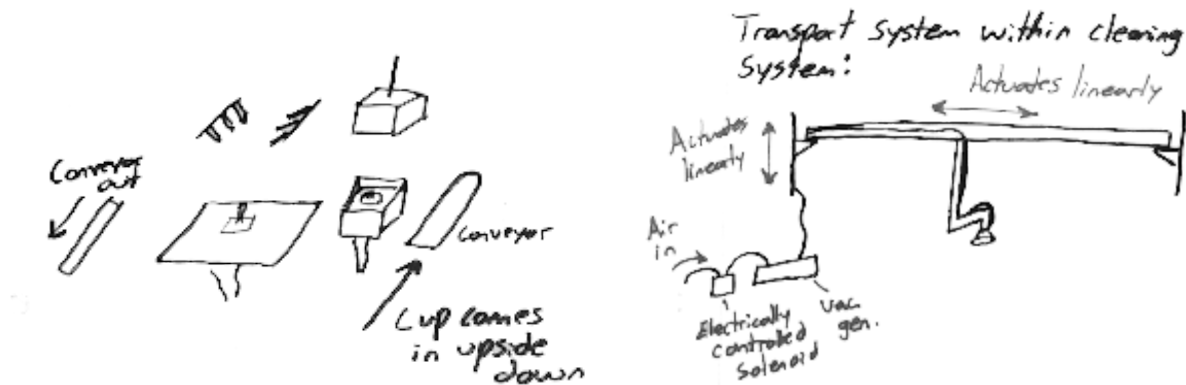 Conveyor
out
Conveyor
Cup comes
in upside
down
Transport system within cleaning
system:
Actuates linearly
Actuates
linearly
Air
in
Electrically
controlled
solenoid
vac
gen.